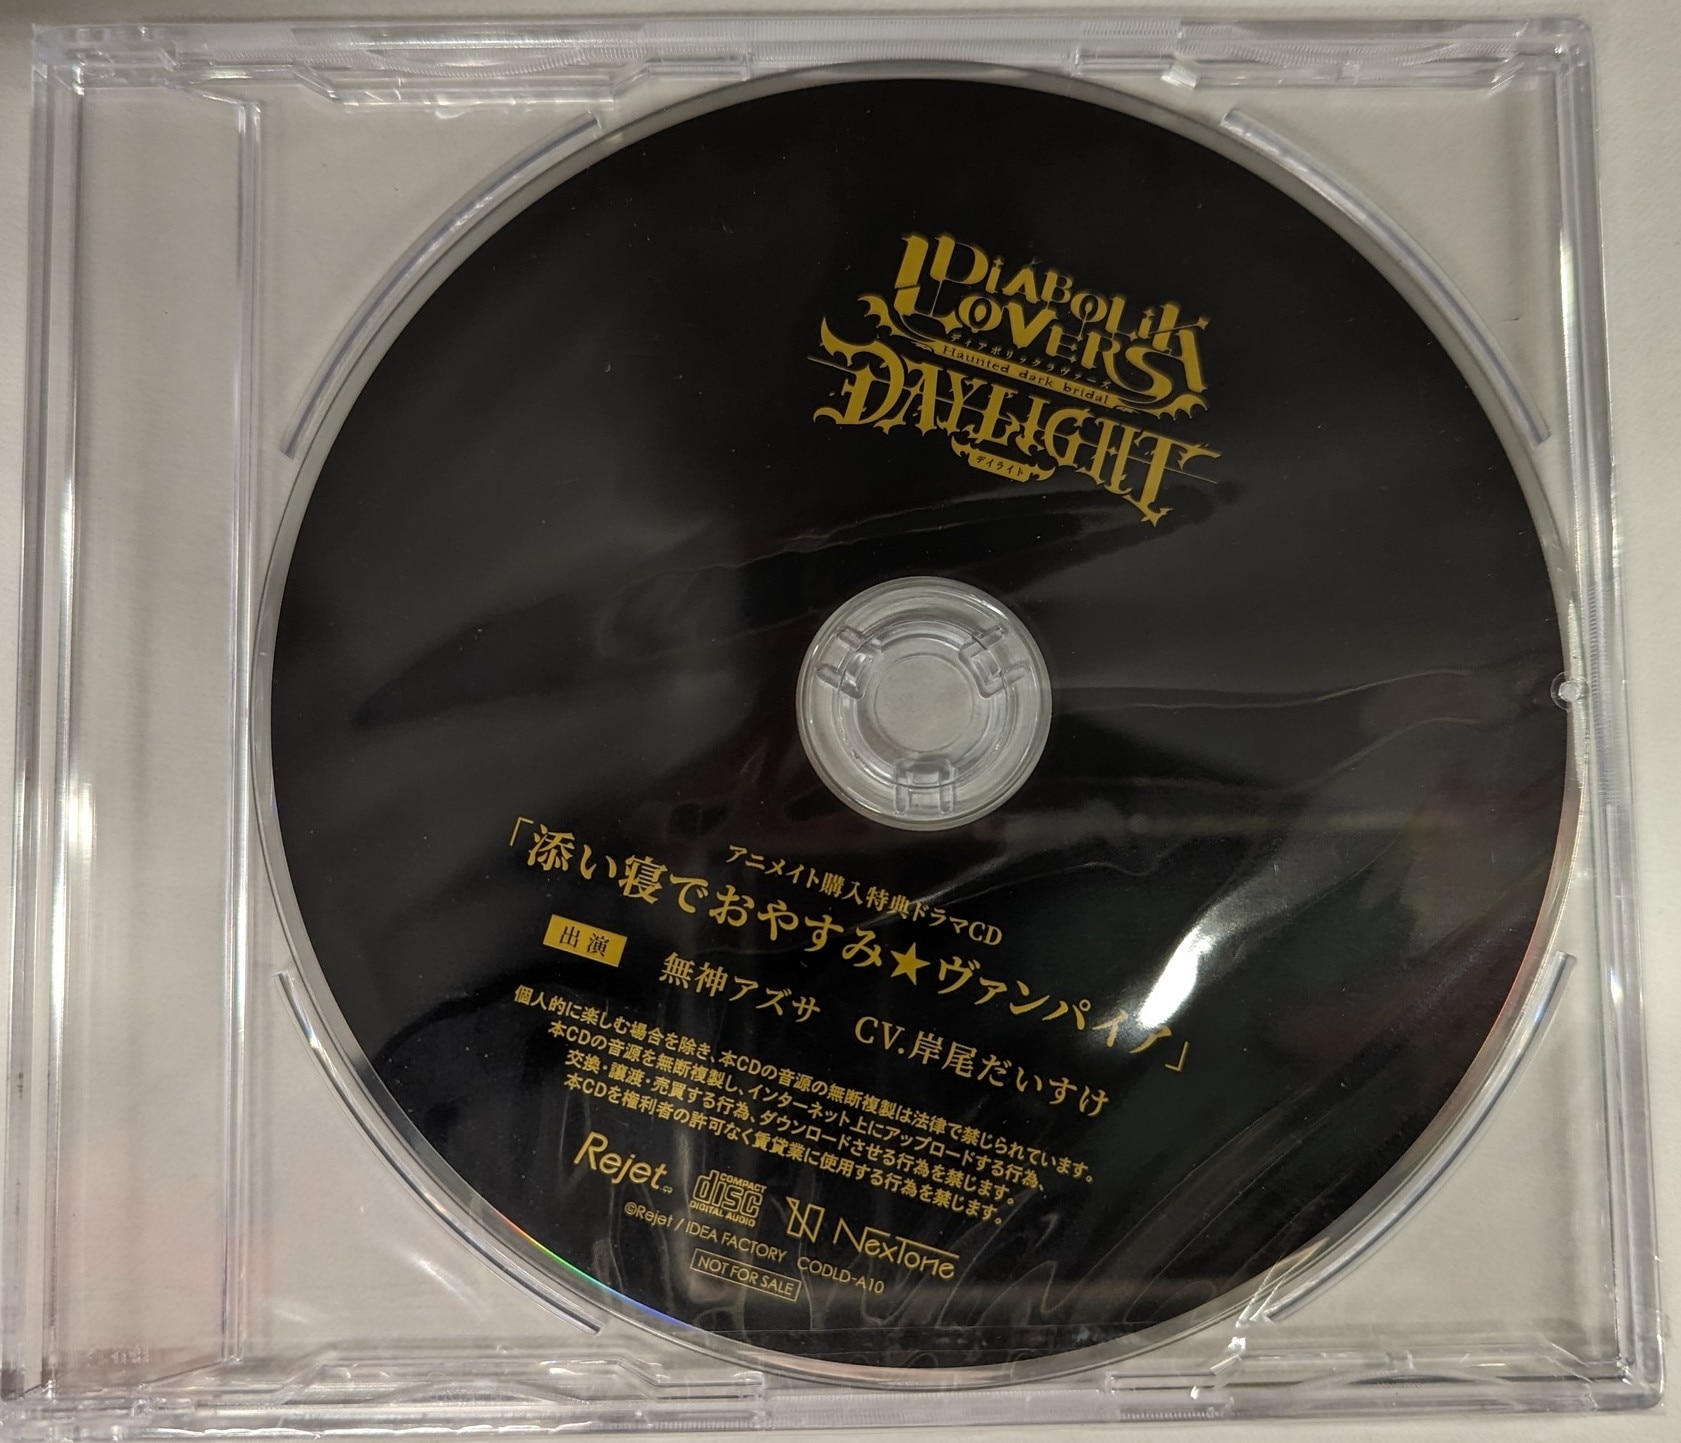 DIABOLIK
LOVERS
ディアボリックラヴァーズ
Haunted dark bridal
DAYLIGHT
デイライト
アニメイト購入特典ドラマCD
「添い寝でおやすみ★ヴァンパイア」
出演 無神アズサ CV.岸尾だいすけ
個人的に楽しむ場合を除き、本CDの音源の無断複製は法律で禁じられています。
本CDの音源を無断複製し、インターネット上にアップロードする行為、
交換・譲渡・売買する行為、ダウンロードさせる行為を禁じます。
本CDを権利者の許可なく賃貸業に使用する行為を禁じます。
Rejet
COMPACT
disc
DIGITAL AUDIO
NexTone
©Rejet / IDEA FACTORY CODLD-A10
NOT FOR SALE